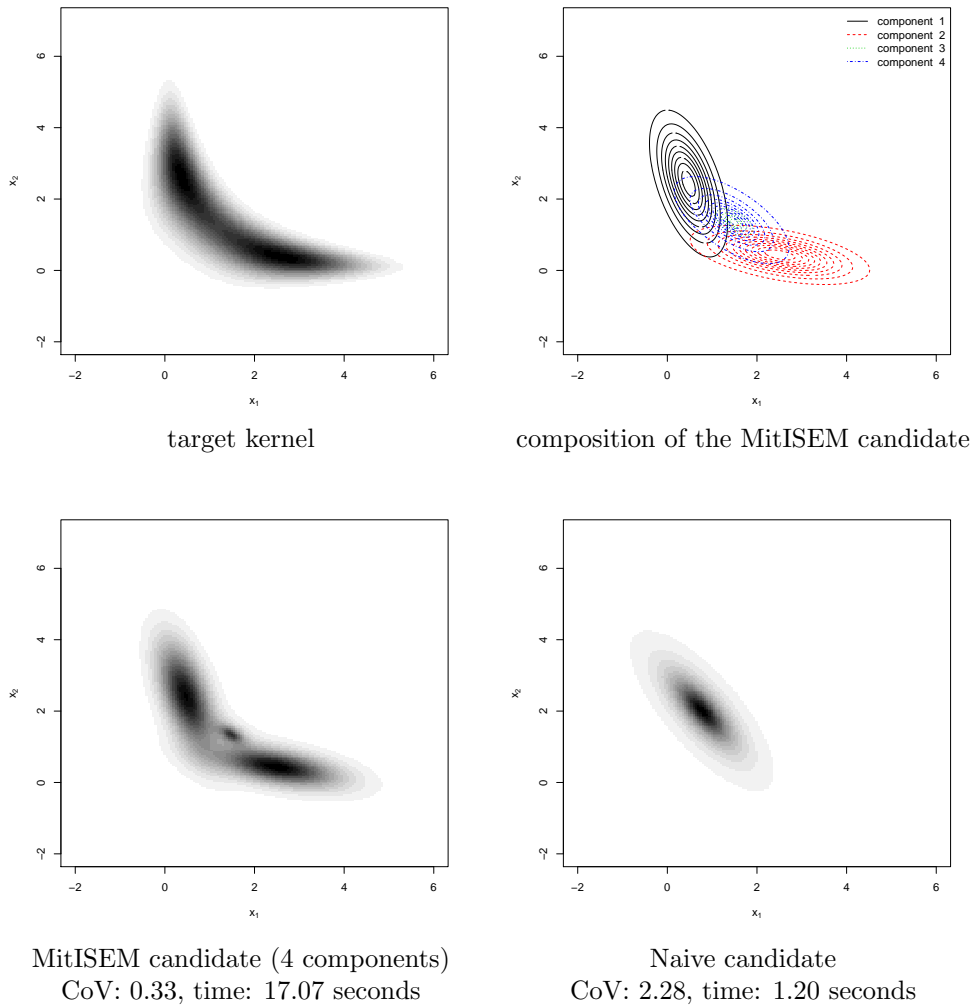 6
4
2
0
−2
x2
−2 0 2 4 6
x1
target kernel
component 1
component 2
component 3
component 4
6
4
2
0
−2
x2
−2 0 2 4 6
x1
composition of the MitISEM candidate
6
4
2
0
−2
x2
−2 0 2 4 6
x1
MitISEM candidate (4 components)
CoV: 0.33, time: 17.07 seconds
6
4
2
0
−2
x2
−2 0 2 4 6
x1
Naive candidate
CoV: 2.28, time: 1.20 seconds